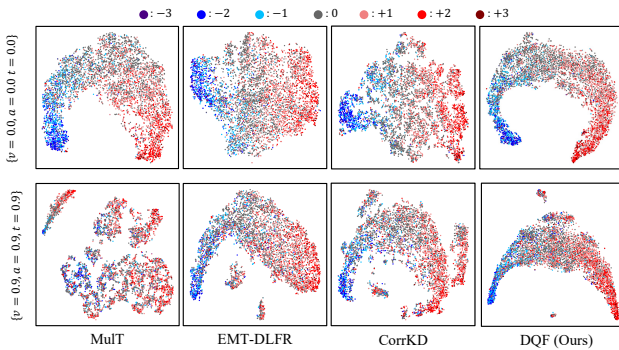 : −3 : −2 : −1 : 0 : +1 : +2 : +3
{v = 0.0, a = 0.0 t = 0.0}
{v = 0.9, a = 0.9, t = 0.9}
MulT EMT-DLFR CorrKD DQF (Ours)